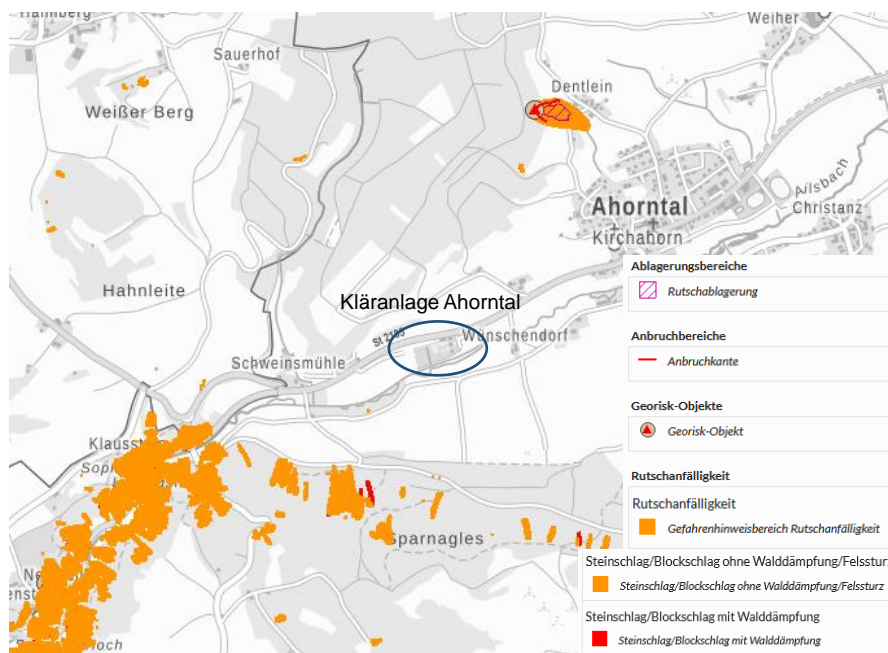 Sauerhof
Weiher
Dentlein
Weißer Berg
Ahorntal
Kirchahorn
Ailsbach
Christanz
Hahnleite
Kläranlage Ahorntal
St 2185
Wünschendorf
Schweinsmühle
Sparnagles
Ablagerungsbereiche
Rutschablagerung
Anbruchbereiche
Anbruchkante
Georisk-Objekte
Georisk-Objekt
Rutschanfälligkeit
Rutschanfälligkeit
Gefahrenhinweisbereich Rutschanfälligkeit
Steinschlag/Blockschlag ohne Walddämpfung/Felssturz
Steinschlag/Blockschlag ohne Walddämpfung/Felssturz
Steinschlag/Blockschlag mit Walddämpfung
Steinschlag/Blockschlag mit Walddämpfung